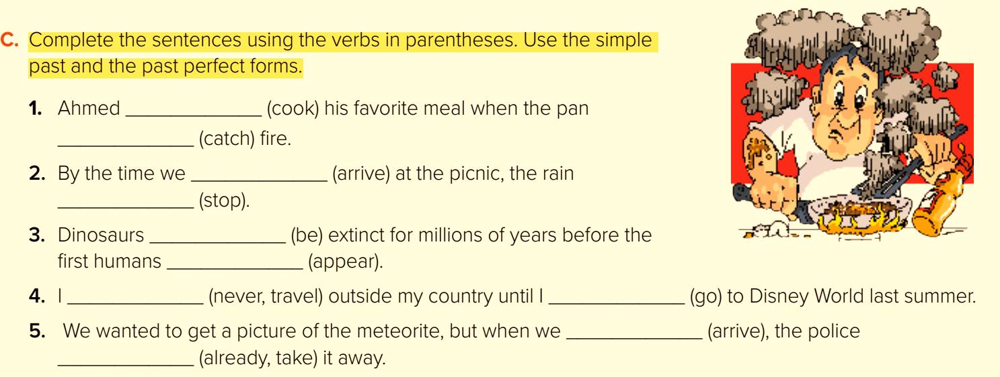 C. Complete the sentences using the verbs in parentheses. Use the simple
past and the past perfect forms.
1. Ahmed ______________ (cook) his favorite meal when the pan
______________ (catch) fire.
2. By the time we ______________ (arrive) at the picnic, the rain
______________ (stop).
3. Dinosaurs ______________ (be) extinct for millions of years before the
first humans ______________ (appear).
4. I ______________ (never, travel) outside my country until I ______________ (go) to Disney World last summer.
5. We wanted to get a picture of the meteorite, but when we ______________ (arrive), the police
______________ (already, take) it away.